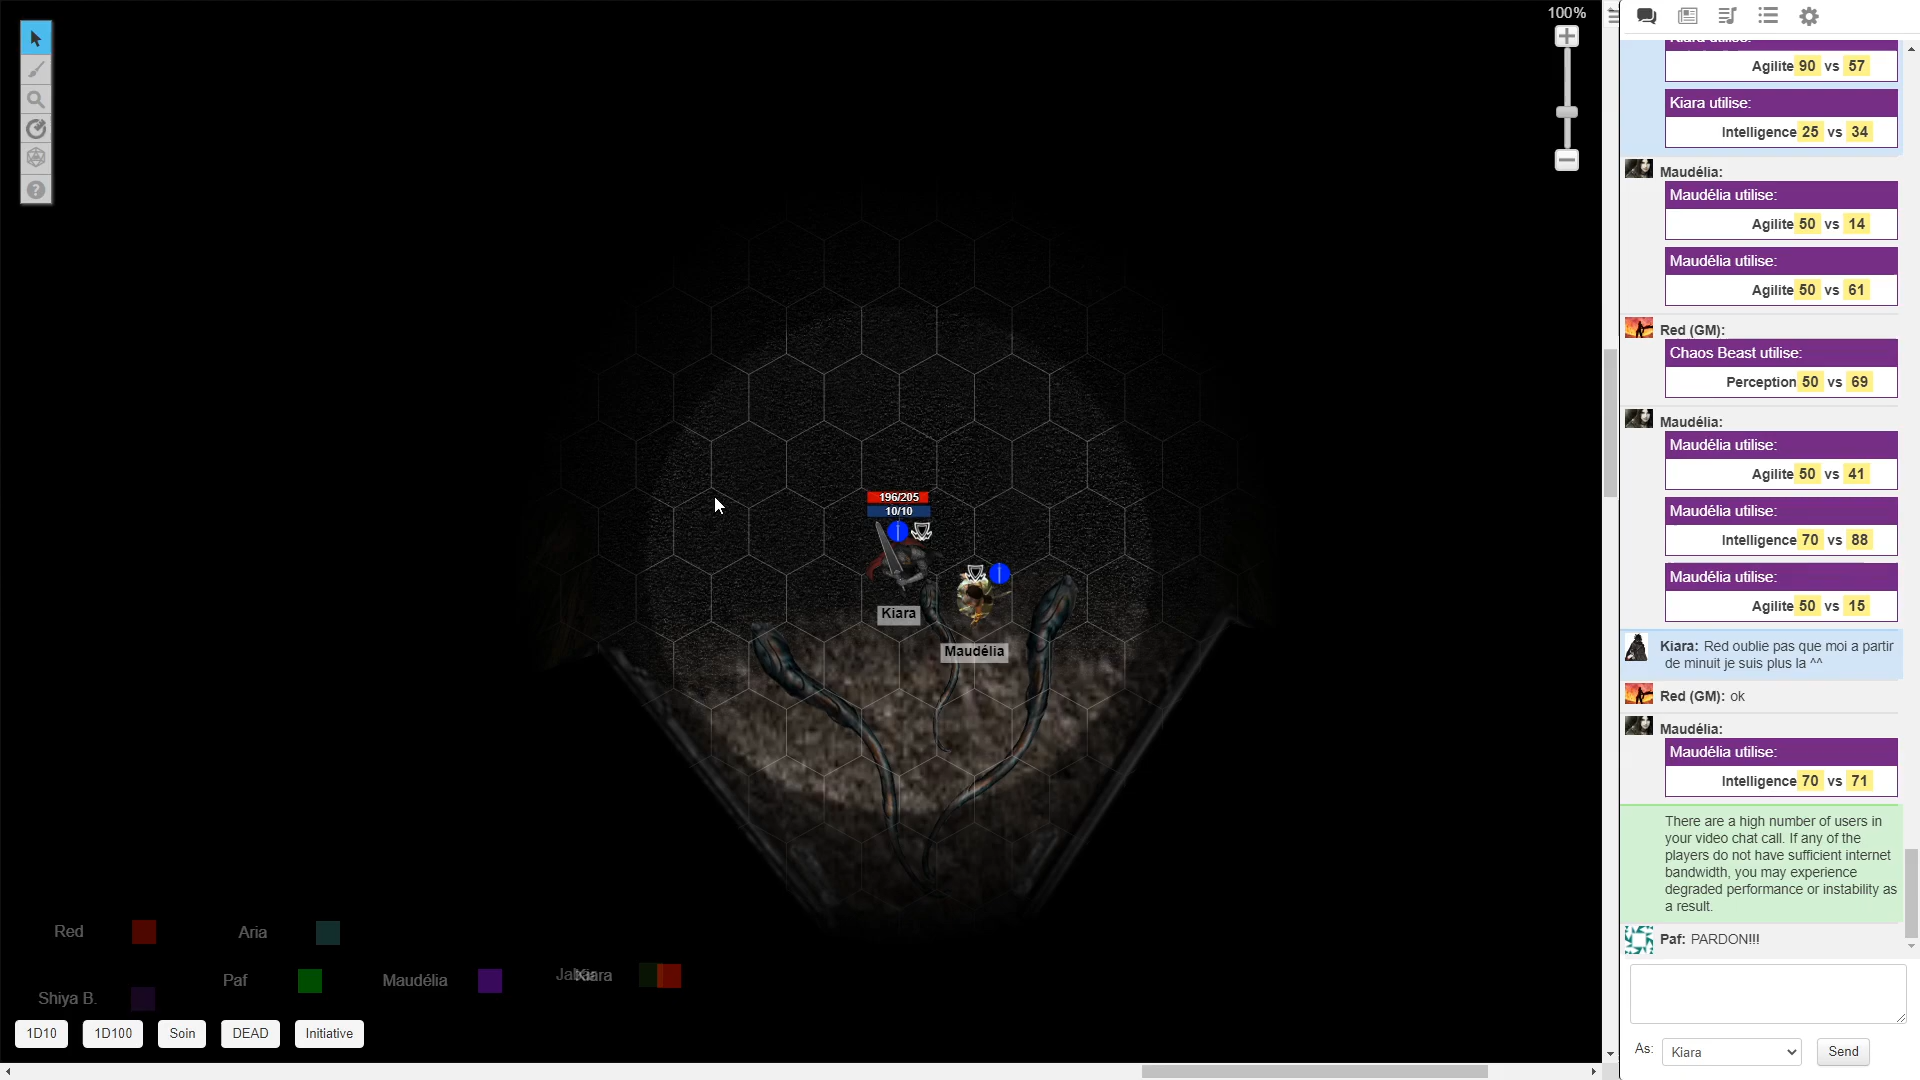 100%
Agilite 90 vs 57
Kiara utilise:
Intelligence 25 vs 34
Maudélia:
Maudélia utilise:
Agilite 50 vs 14
Maudélia utilise:
Agilite 50 vs 61
Red (GM):
Chaos Beast utilise:
Perception 50 vs 69
Maudélia:
Maudélia utilise:
Agilite 50 vs 41
Maudélia utilise:
Intelligence 70 vs 88
Maudélia utilise:
Agilite 50 vs 15
Kiara: Red oublie pas que moi a partir
de minuit je suis plus la ^^
Red (GM): ok
Maudélia:
Maudélia utilise:
Intelligence 70 vs 71
There are a high number of users in
your video chat call. If any of the
players do not have sufficient internet
bandwidth, you may experience
degraded performance or instability as
a result.
Paf: PARDON!!!
As: Kiara Send
196/205
10/10
Kiara
Maudélia
Red
Aria
Paf
Maudélia
Kiara
Shiya B.
1D10 1D100 Soin DEAD Initiative